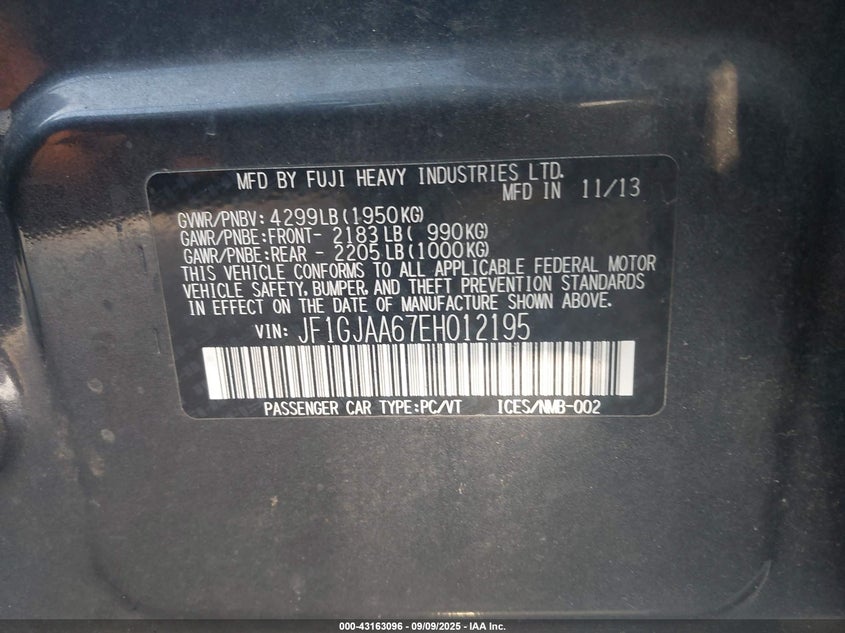 MFD BY FUJI HEAVY INDUSTRIES LTD.
MFD IN 11/13
GVWR/PNBV: 4299LB(1950KG)
GAWR/PNBE:FRONT- 2183LB( 990KG)
GAWR/PNBE:REAR - 2205LB(1000KG)
THIS VEHICLE CONFORMS TO ALL APPLICABLE FEDERAL MOTOR
VEHICLE SAFETY, BUMPER, AND THEFT PREVENTION STANDARDS
IN EFFECT ON THE DATE OF MANUFACTURE SHOWN ABOVE.
VIN: JF1GJAA67EH012195
PASSENGER CAR TYPE:PC/VT ICES/NMB-002
000-43163096 - 09/09/2025 - IAA Inc.